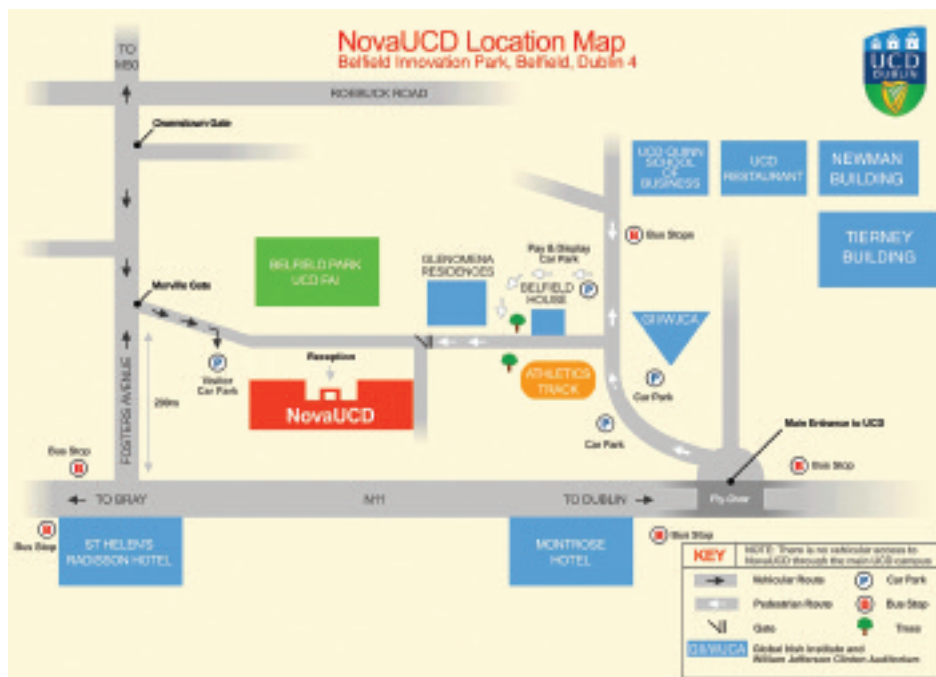 NovaUCD Location Map
Belfield Innovation Park, Belfield, Dublin 4
UCD
DUBLIN
TO
M50
ROEBUCK ROAD
Owenstown Gate
UCD QUINN
SCHOOL
OF
BUSINESS
UCD
RESTAURANT
NEWMAN
BUILDING
TIERNEY
BUILDING
Bus Stops
BELFIELD PARK
UCD FAI
GLENOMENA
RESIDENCES
Pay & Display
Car Park
BELFIELD
HOUSE
P
Merville Gate
GII/WJCA
P
Visitor
Car Park
Reception
NovaUCD
ATHLETICS
TRACK
P
Car Park
P
Car Park
200m
FOSTERS AVENUE
Main Entrance to UCD
Bus Stop
Bus Stop
TO BRAY
N11
TO DUBLIN
Fly-Over
Bus Stop
ST HELEN'S
RADISSON HOTEL
MONTROSE
HOTEL
Bus Stop
KEY
NOTE: There is no vehicular access to
NovaUCD through the main UCD campus
Vehicular Route
P
Car Park
Pedestrian Route
Bus Stop
Gate
Trees
GII/WJCA
Global Irish Institute and
William Jefferson Clinton Auditorium